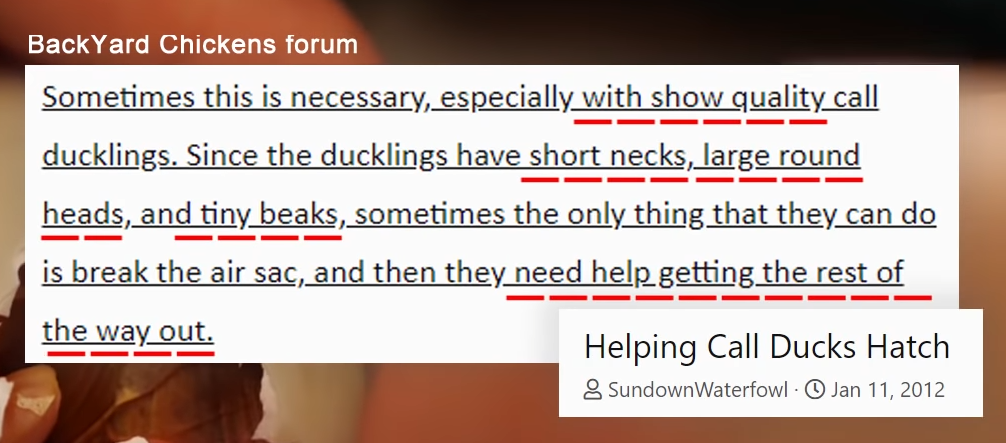 BackYard Chickens forum
Sometimes this is necessary, especially with show quality call
ducklings. Since the ducklings have short necks, large round
heads, and tiny beaks, sometimes the only thing that they can do
is break the air sac, and then they need help getting the rest of
the way out.
Helping Call Ducks Hatch
SundownWaterfowl · Jan 11, 2012